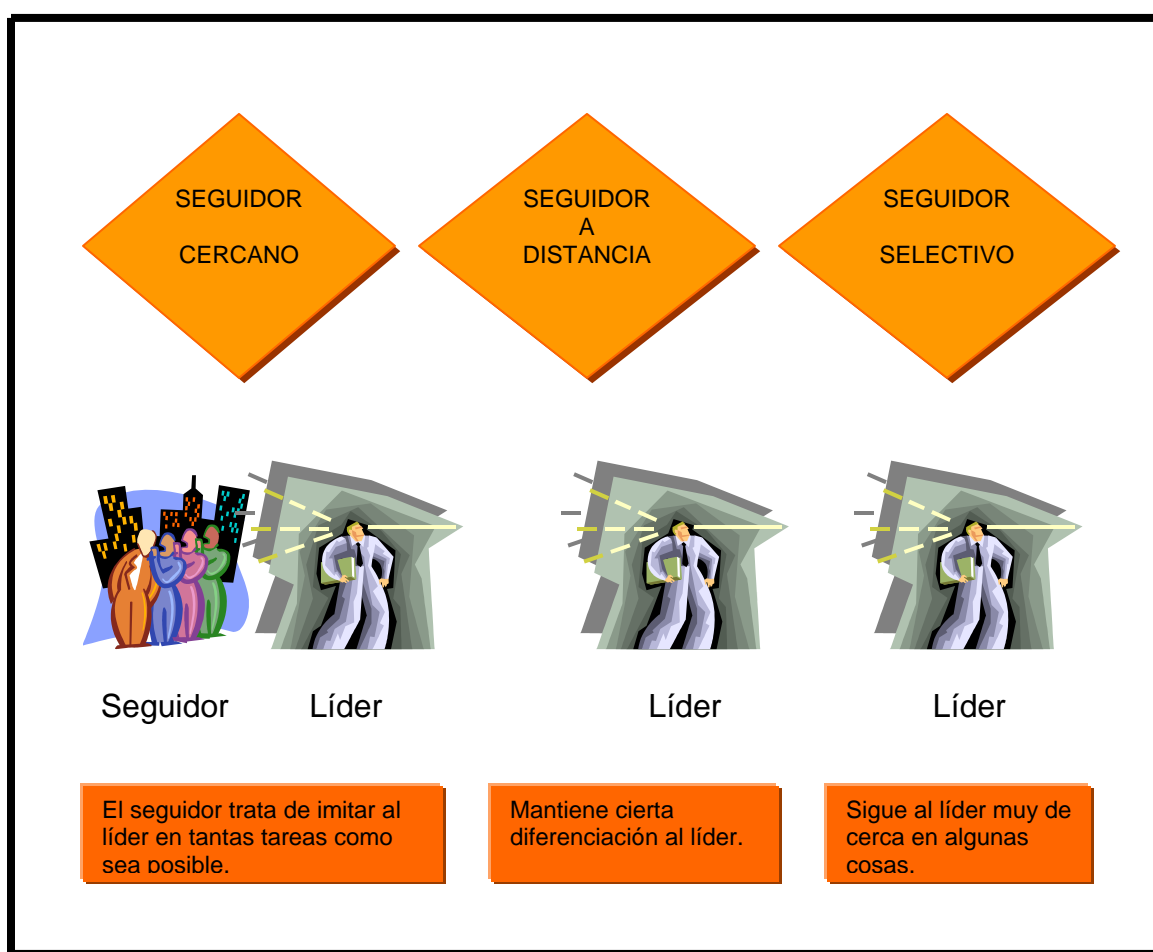 SEGUIDOR
CERCANO
SEGUIDOR
A
DISTANCIA
SEGUIDOR
SELECTIVO
Seguidor
Líder
Líder
Líder
El seguidor trata de imitar al
líder en tantas tareas como
sea posible.
Mantiene cierta
diferenciación al líder.
Sigue al líder muy de
cerca en algunas
cosas.